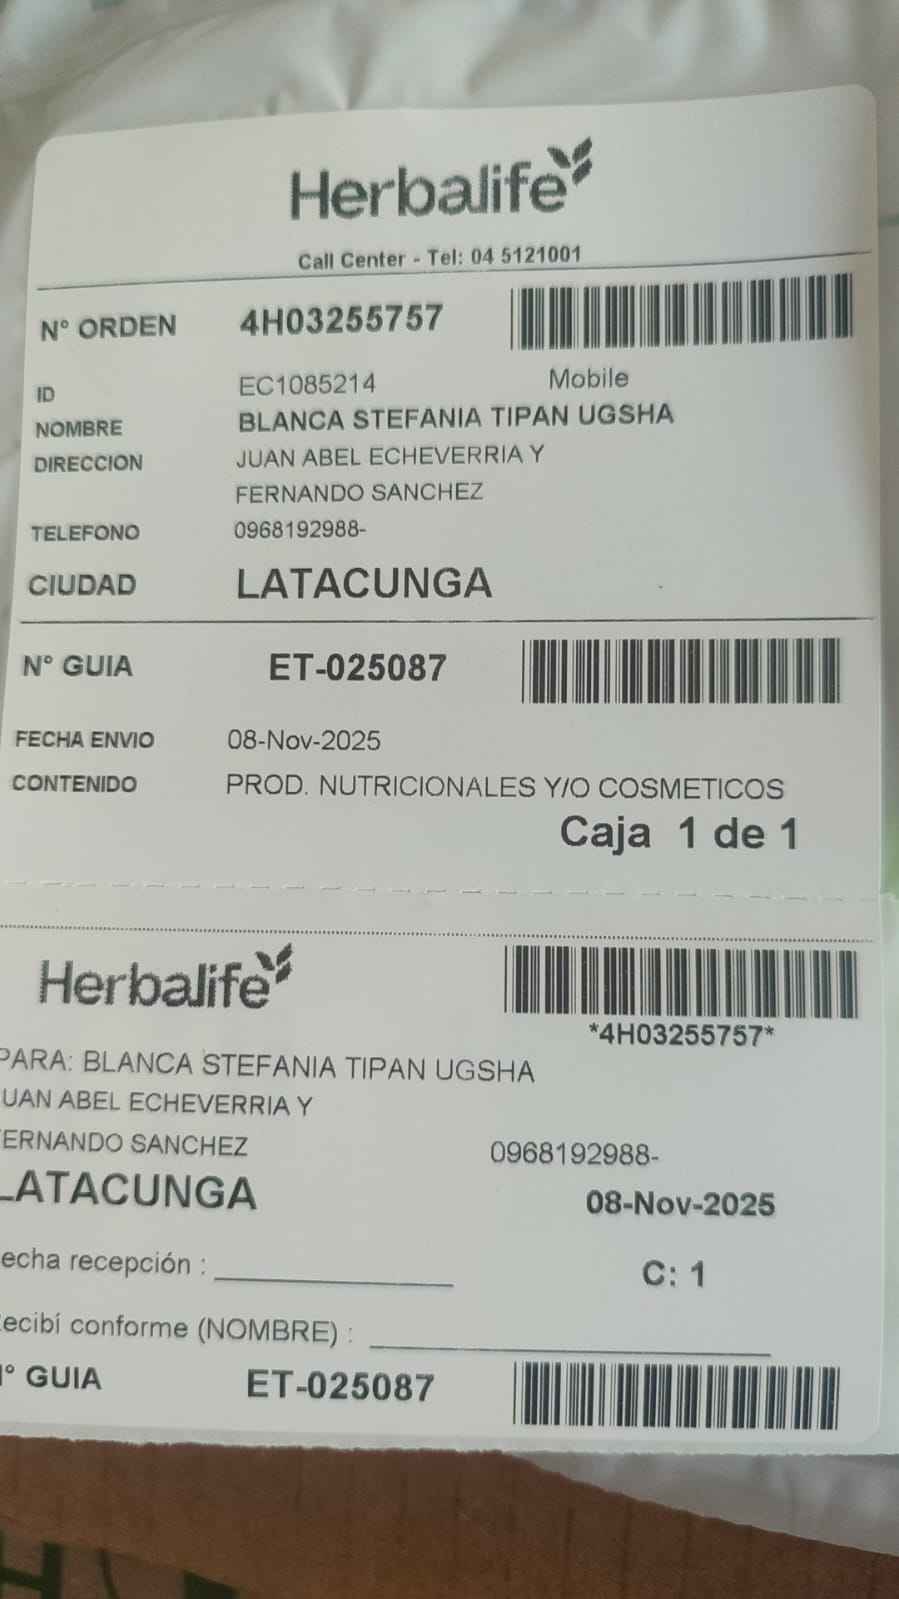 Herbalife
Call Center - Tel: 04 5121001
N° ORDEN 4H03255757
ID EC1085214 Mobile
NOMBRE BLANCA STEFANIA TIPAN UGSHA
DIRECCION JUAN ABEL ECHEVERRIA Y
FERNANDO SANCHEZ
TELEFONO 0968192988-
CIUDAD LATACUNGA
N° GUIA ET-025087
FECHA ENVIO 08-Nov-2025
CONTENIDO PROD. NUTRICIONALES Y/O COSMETICOS
Caja 1 de 1
Herbalife
*4H03255757*
PARA: BLANCA STEFANIA TIPAN UGSHA
UAN ABEL ECHEVERRIA Y
ERNANDO SANCHEZ 0968192988-
LATACUNGA 08-Nov-2025
echa recepción : C: 1
ecibí conforme (NOMBRE) :
° GUIA ET-025087